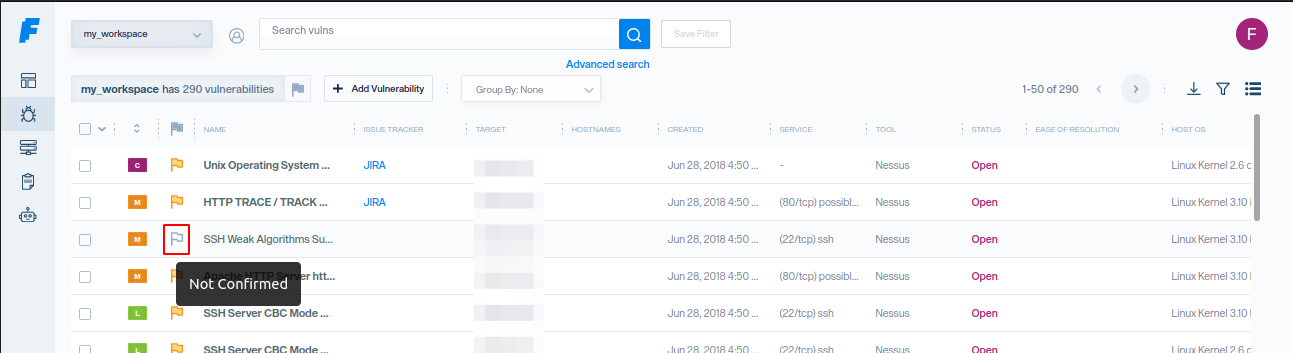 F
my_workspace
Search vulns
Save Filter
F
Advanced search
my_workspace has 290 vulnerabilities
Add Vulnerability
Group By: None
1-50 of 290
NAME ISSUE TRACKER TARGET HOSTNAMES CREATED SERVICE TOOL STATUS EASE OF RESOLUTION HOST OS
C Unix Operating System ... JIRA Jun 28, 2018 4:50 ... - Nessus Open Linux Kernel 2.6 o
M HTTP TRACE / TRACK ... JIRA Jun 28, 2018 4:50 ... (80/tcp) possibl... Nessus Open Linux Kernel 3.10
M SSH Weak Algorithms Su... Jun 28, 2018 4:50 ... (22/tcp) ssh Nessus Open Linux Kernel 3.10
M Apache HTTP Server htt... Jun 28, 2018 4:50 ... (80/tcp) possibl... Nessus Open Linux Kernel 3.10
Not Confirmed
L SSH Server CBC Mode ... Jun 28, 2018 4:50 ... (22/tcp) ssh Nessus Open Linux Kernel 3.10
L SSH Server CBC Mode ... Jun 28, 2018 4:50 ... (22/tcp) ssh Nessus Open Linux Kernel 2.6 o